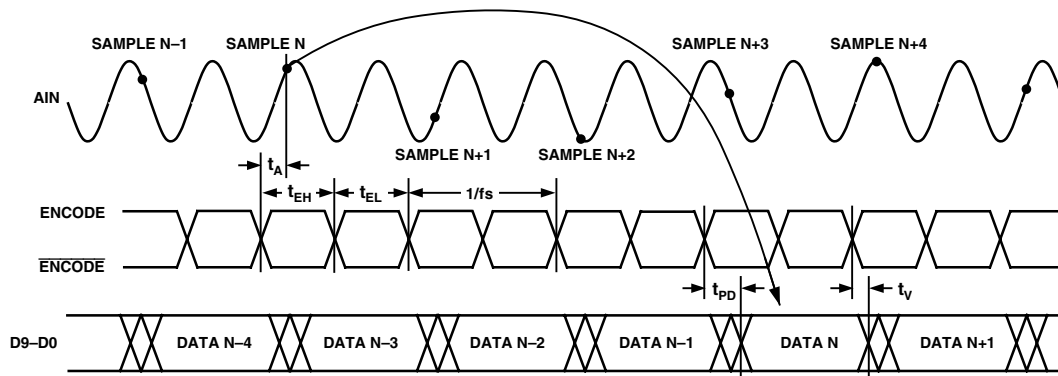 SAMPLE N–1
SAMPLE N
SAMPLE N+3
SAMPLE N+4
AIN
SAMPLE N+1
SAMPLE N+2
tA
tEH
tEL
1/fs
ENCODE
ENCODE
tPD
tV
D9–D0
DATA N–4
DATA N–3
DATA N–2
DATA N–1
DATA N
DATA N+1